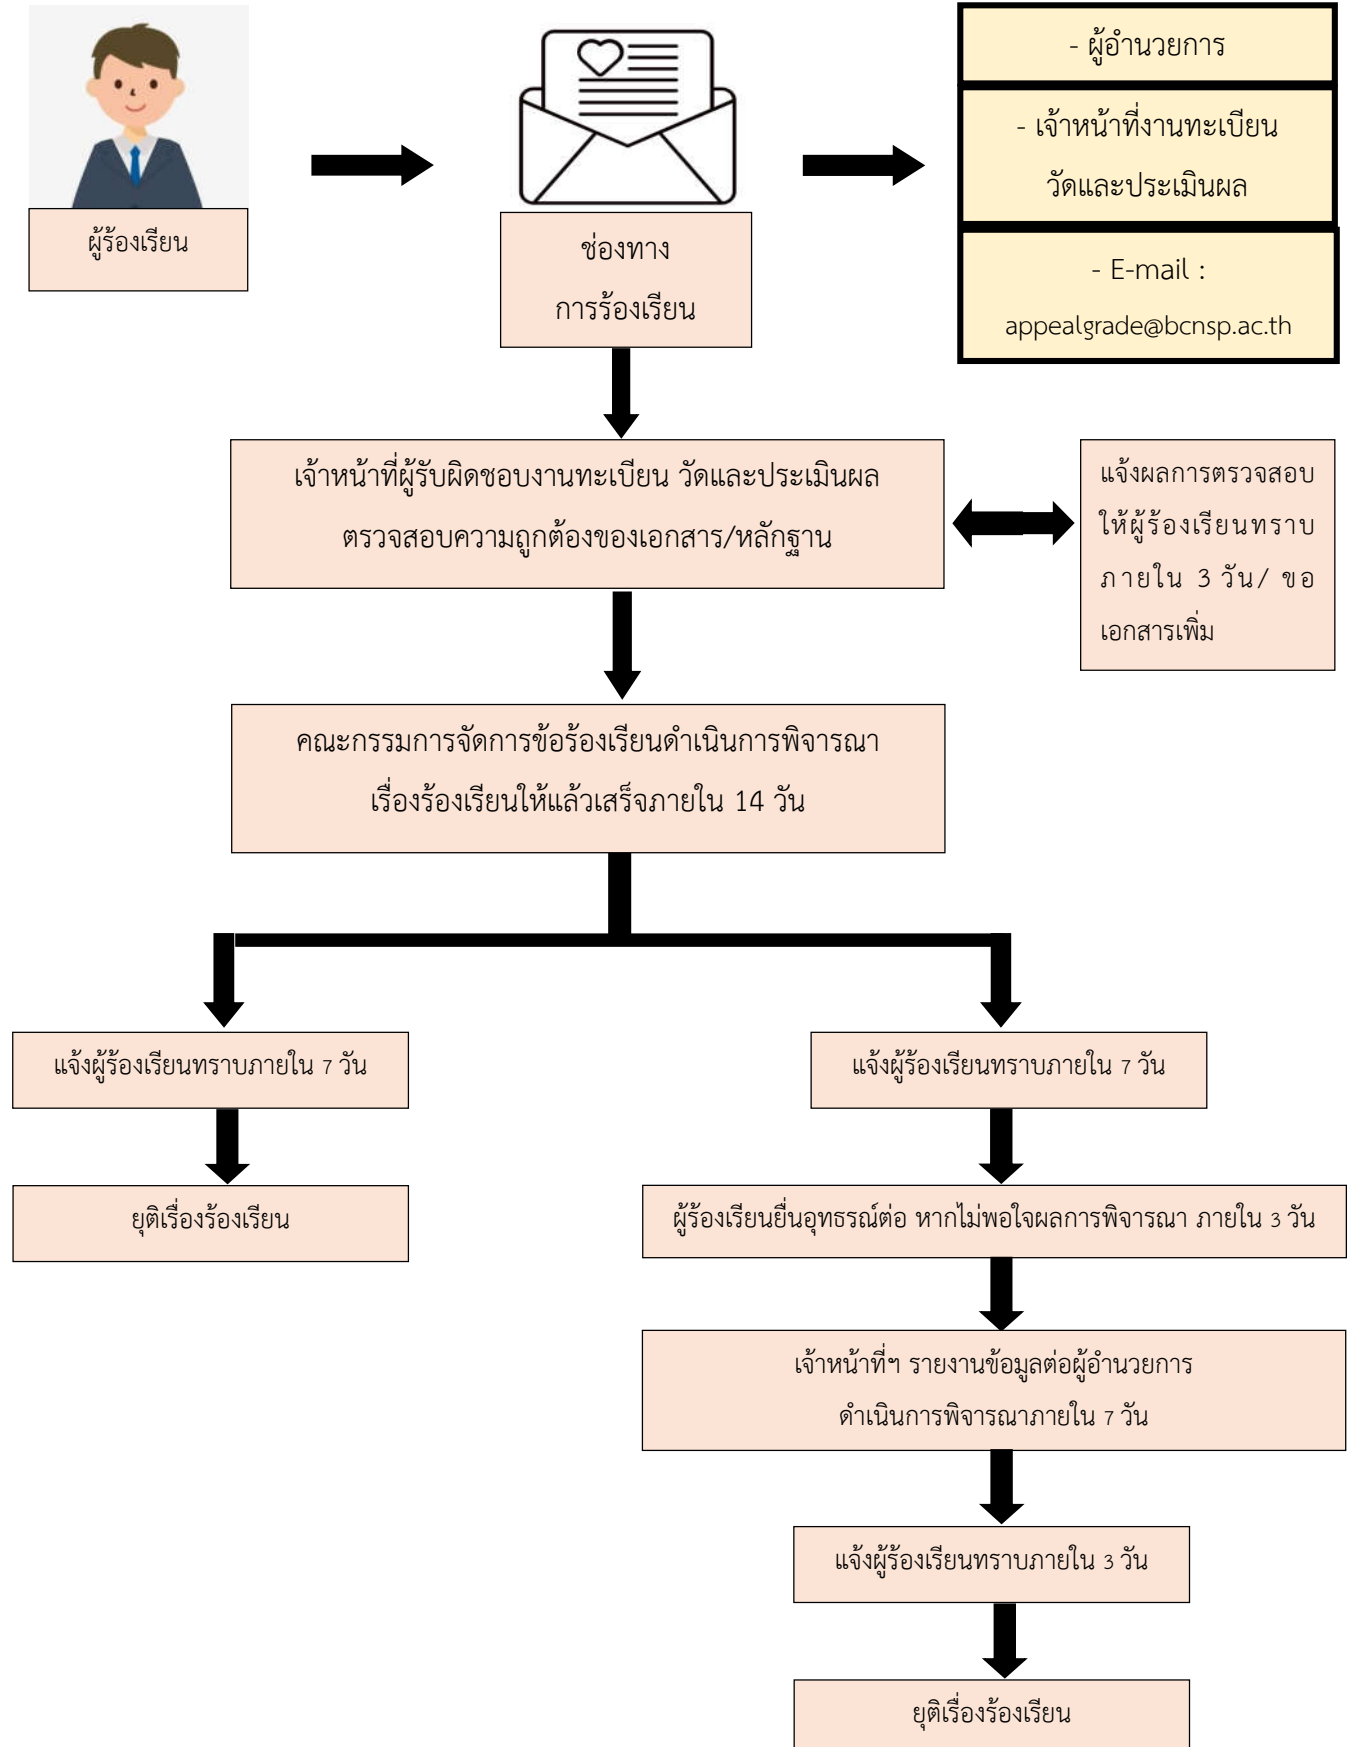 ผู้ร้องเรียน
ช่องทาง
การร้องเรียน
- ผู้อำนวยการ
- เจ้าหน้าที่งานทะเบียน
วัดและประเมินผล
- E-mail :
appealgrade@bcnsp.ac.th
เจ้าหน้าที่ผู้รับผิดชอบงานทะเบียน วัดและประเมินผล
ตรวจสอบความถูกต้องของเอกสาร/หลักฐาน
แจ้งผลการตรวจสอบ
ให้ผู้ร้องเรียนทราบ
ภายใน 3 วัน/ ขอ
เอกสารเพิ่ม
คณะกรรมการจัดการข้อร้องเรียนดำเนินการพิจารณา
เรื่องร้องเรียนให้แล้วเสร็จภายใน 14 วัน
แจ้งผู้ร้องเรียนทราบภายใน 7 วัน
ยุติเรื่องร้องเรียน
แจ้งผู้ร้องเรียนทราบภายใน 7 วัน
ผู้ร้องเรียนยื่นอุทธรณ์ต่อ หากไม่พอใจผลการพิจารณา ภายใน 3 วัน
เจ้าหน้าที่ฯ รายงานข้อมูลต่อผู้อำนวยการ
ดำเนินการพิจารณาภายใน 7 วัน
แจ้งผู้ร้องเรียนทราบภายใน 3 วัน
ยุติเรื่องร้องเรียน